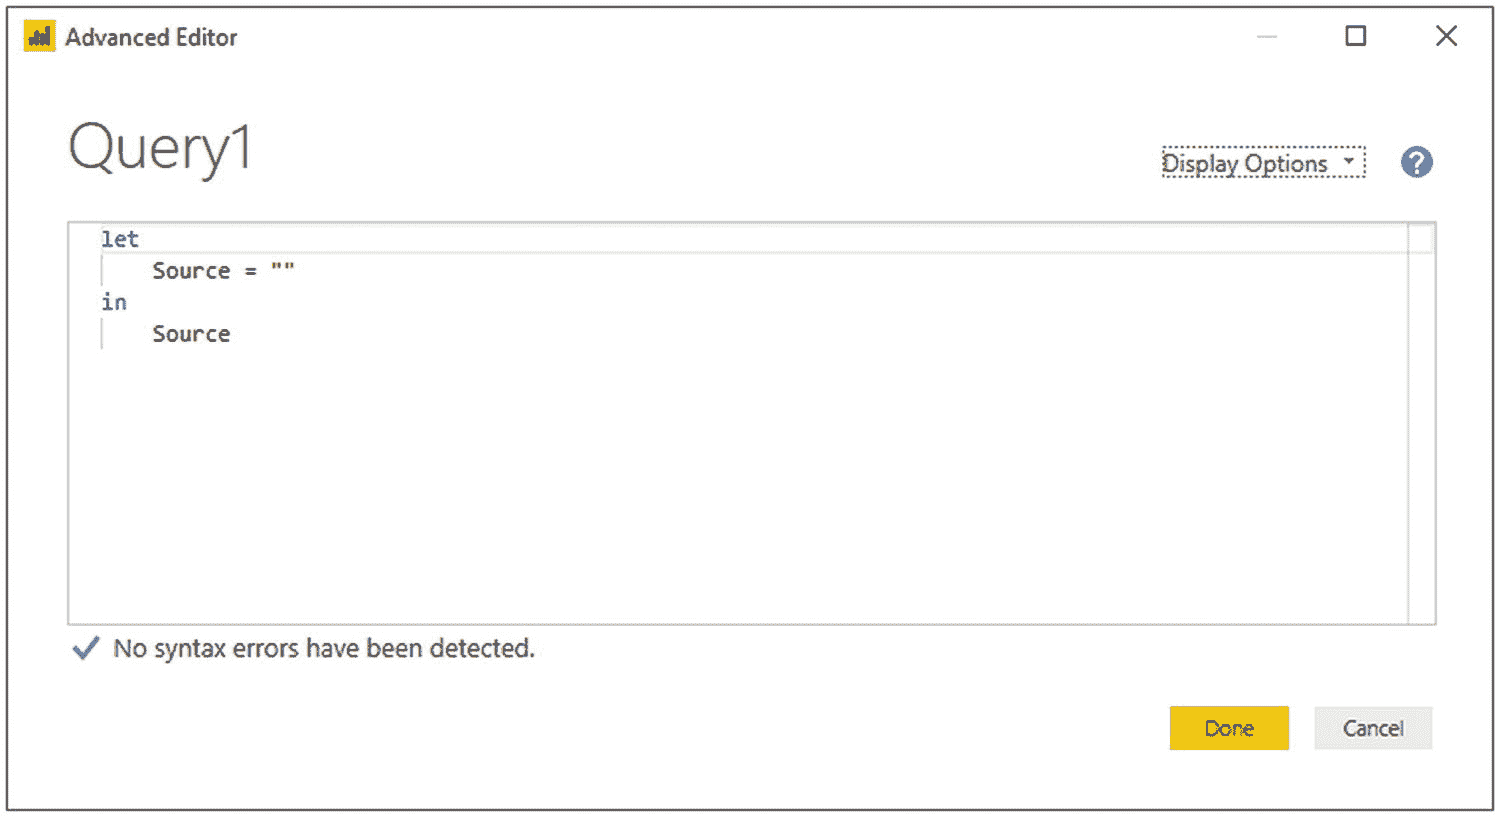 Advanced Editor
Query1
Display Options
?
let
Source = ""
in
Source
No syntax errors have been detected.
Done
Cancel